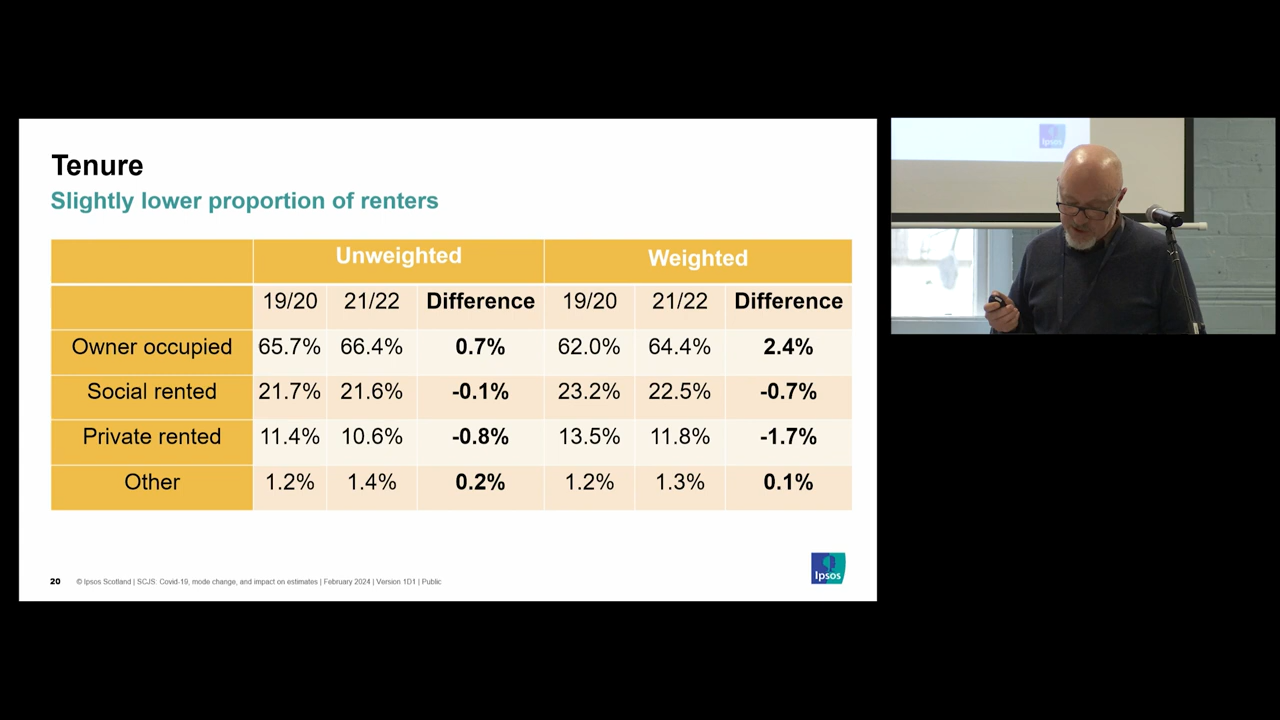 Tenure
Slightly lower proportion of renters
Unweighted Weighted
19/20 21/22 Difference 19/20 21/22 Difference
Owner occupied 65.7% 66.4% 0.7% 62.0% 64.4% 2.4%
Social rented 21.7% 21.6% -0.1% 23.2% 22.5% -0.7%
Private rented 11.4% 10.6% -0.8% 13.5% 11.8% -1.7%
Other 1.2% 1.4% 0.2% 1.2% 1.3% 0.1%
20 © Ipsos Scotland | SCJS: Covid-19, mode change, and impact on estimates | February 2024 | Version 1D1 | Public
Ipsos
Ipsos